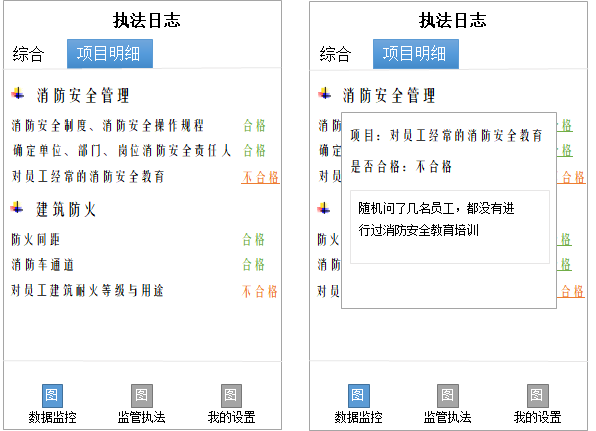 执法日志
综合 项目明细
消防安全管理
消防安全制度、消防安全操作规程 合格
确定单位、部门、岗位消防安全责任人 合格
对员工经常的消防安全教育 不合格
建筑防火
防火间距 合格
消防车通道 合格
对员工建筑耐火等级与用途 不合格
图 图 图
数据监控 监管执法 我的设置
执法日志
综合 项目明细
消防安全管理
消防
格
项目：对员工经常的消防安全教育
确定
格
是否合格：不合格
对员
合格
随机问了几名员工，都没有进
行过消防安全教育培训
防火
格
消防
格
对员
合格
图 图 图
数据监控 监管执法 我的设置